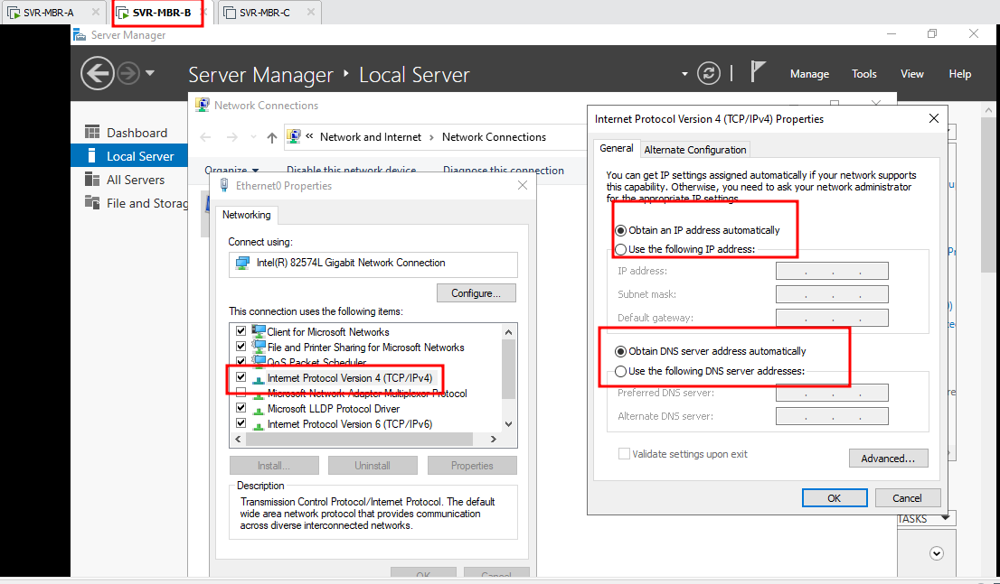 SVR-MBR-A
SVR-MBR-B
SVR-MBR-C
Server Manager
Server Manager ‣ Local Server
Manage Tools View Help
Dashboard
Local Server
All Servers
File and Storag
Network Connections
« Network and Internet › Network Connections
Organize Disable this network device Diagnose this connection
Ethernet0 Properties
Networking
Connect using:
Intel(R) 82574L Gigabit Network Connection
Configure...
This connection uses the following items:
Client for Microsoft Networks
File and Printer Sharing for Microsoft Networks
QoS Packet Scheduler
Internet Protocol Version 4 (TCP/IPv4)
Microsoft Network Adapter Multiplexor Protocol
Microsoft LLDP Protocol Driver
Internet Protocol Version 6 (TCP/IPv6)
Install... Uninstall Properties
Description
Transmission Control Protocol/Internet Protocol. The default
wide area network protocol that provides communication
across diverse interconnected networks.
OK Cancel
Internet Protocol Version 4 (TCP/IPv4) Properties
General Alternate Configuration
You can get IP settings assigned automatically if your network supports
this capability. Otherwise, you need to ask your network administrator
for the appropriate IP settings.
Obtain an IP address automatically
Use the following IP address:
IP address:
Subnet mask:
Default gateway:
Obtain DNS server address automatically
Use the following DNS server addresses:
Preferred DNS server:
Alternate DNS server:
Validate settings upon exit
Advanced...
OK Cancel
TASKS